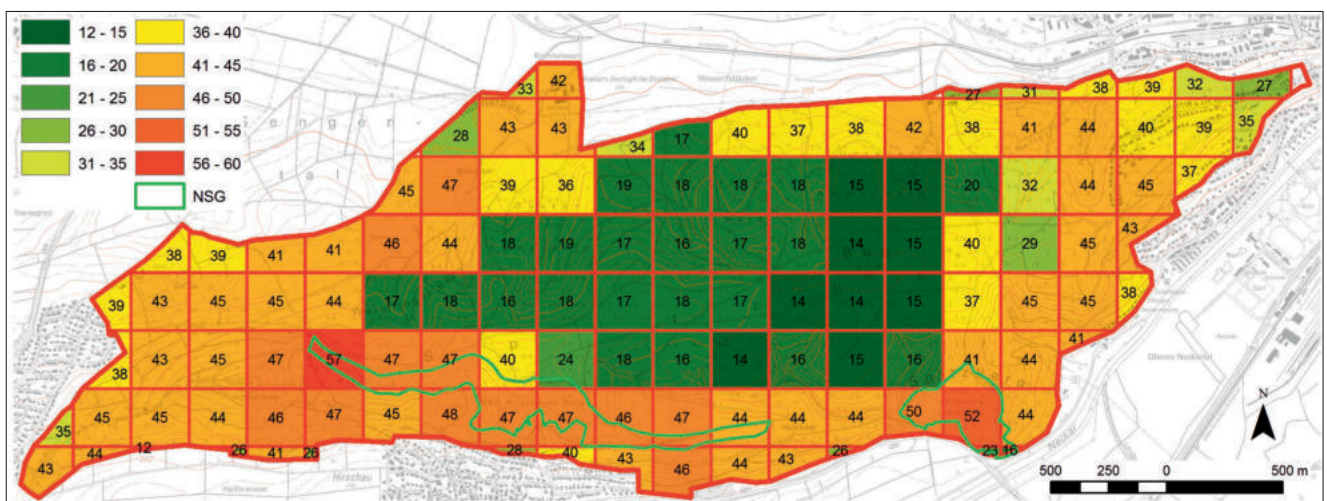 12 - 15 36 - 40
16 - 20 41 - 45
21 - 25 46 - 50
26 - 30 51 - 55
31 - 35 56 - 60
NSG
33 42 27 31 38 39 32 27
28 43 43 34 17 40 37 38 42 38 41 44 40 39 35
45 47 39 36 19 18 18 18 15 15 20 32 44 45 37
38 39 41 41 46 44 18 19 17 16 17 18 14 15 40 29 45 43
39 43 45 45 44 17 18 16 18 17 18 17 14 14 15 37 45 45 38
38 43 45 47 57 47 47 40 24 18 16 14 16 15 16 41 44 41
35 45 45 44 46 47 45 48 47 47 46 47 44 44 44 50 52 44
43 44 12 26 41 26 28 40 43 46 44 43 26 23 16
Hirschau
Oberes Neckartal
Neckar
N
500 250 0 500 m